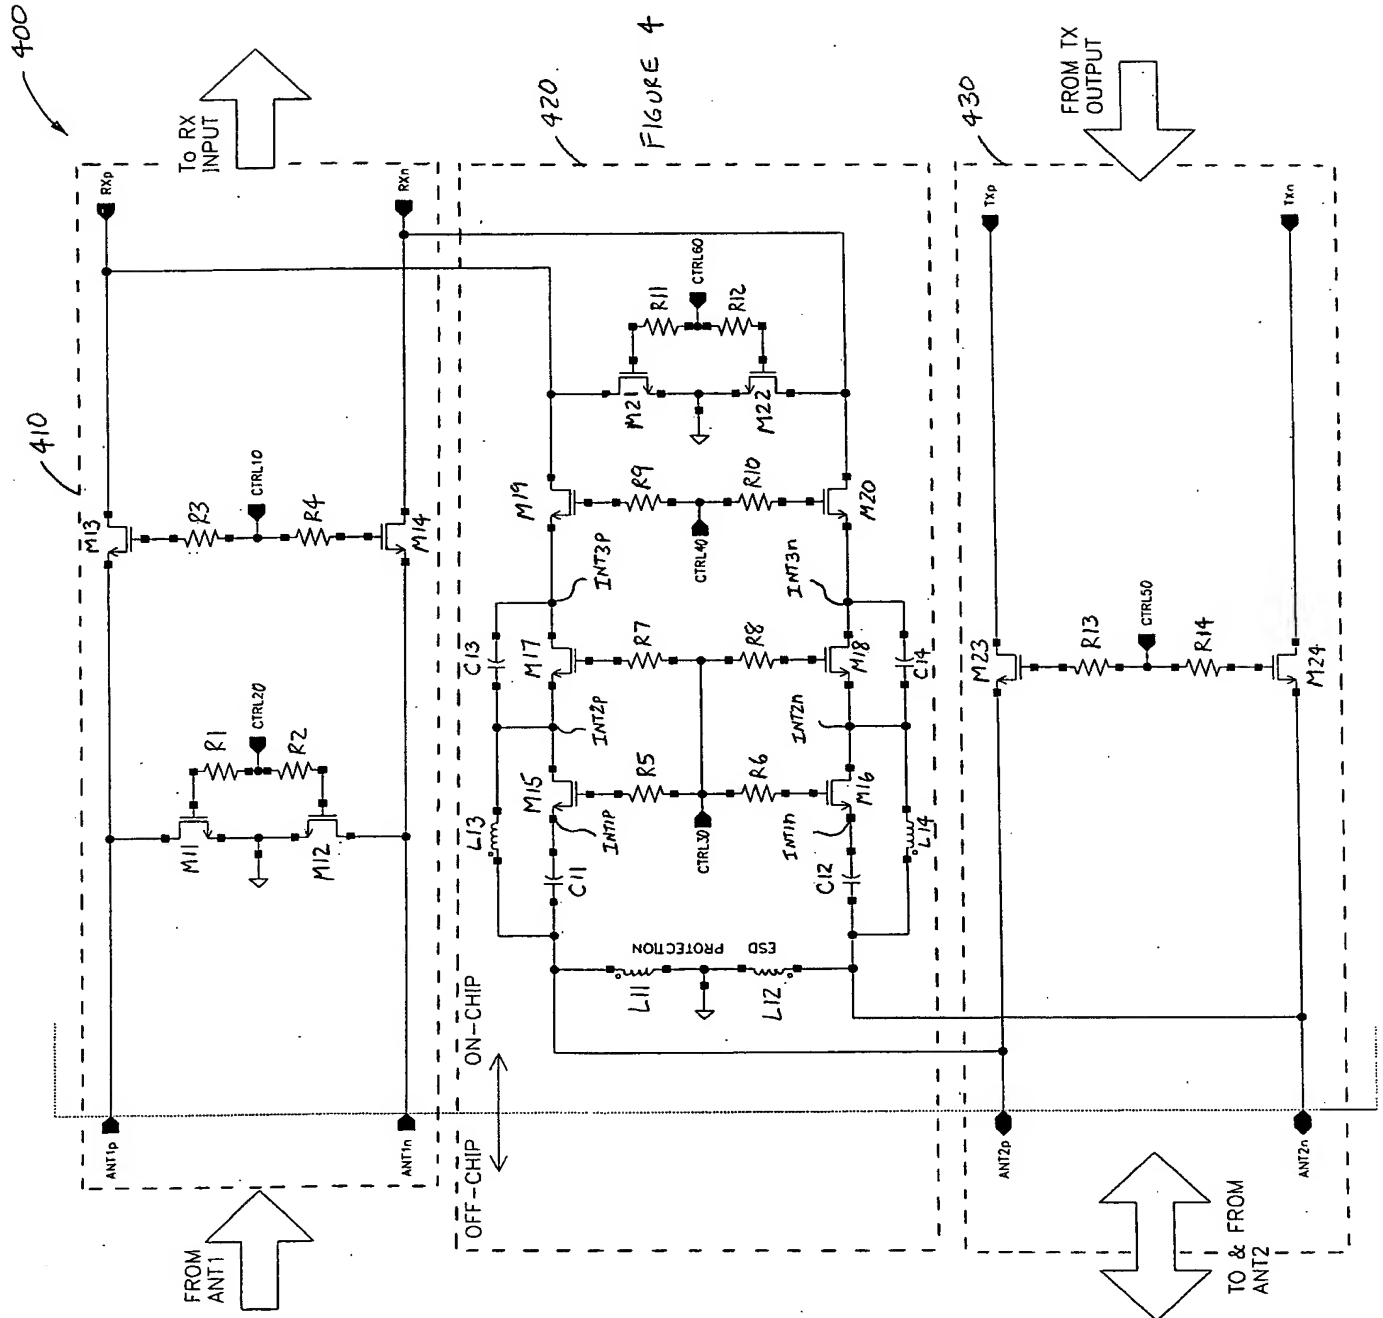 400
410
To RX
INPUT
RXp
RXn
M13
R3
CTRL10
R4
M14
R1
CTRL20
R2
M11
M12
ANT1p
ANT1n
FROM
ANT1
420
FIGURE 4
CTRL60
R11
R12
M21
M22
M19
R9
R10
M20
CTRL40
INT3P
INT3n
C13
M17
R7
R8
M18
C14
INT2P
INT2n
L13
M15
R5
R6
M16
L14
INT1P
CTRL30
INT1n
C11
C12
ESD
PROTECTION
L11
L12
ON-CHIP
OFF-CHIP
430
FROM TX
OUTPUT
TXp
TXn
M23
R13
CTRL50
R14
M24
ANT2p
ANT2n
TO & FROM
ANT2